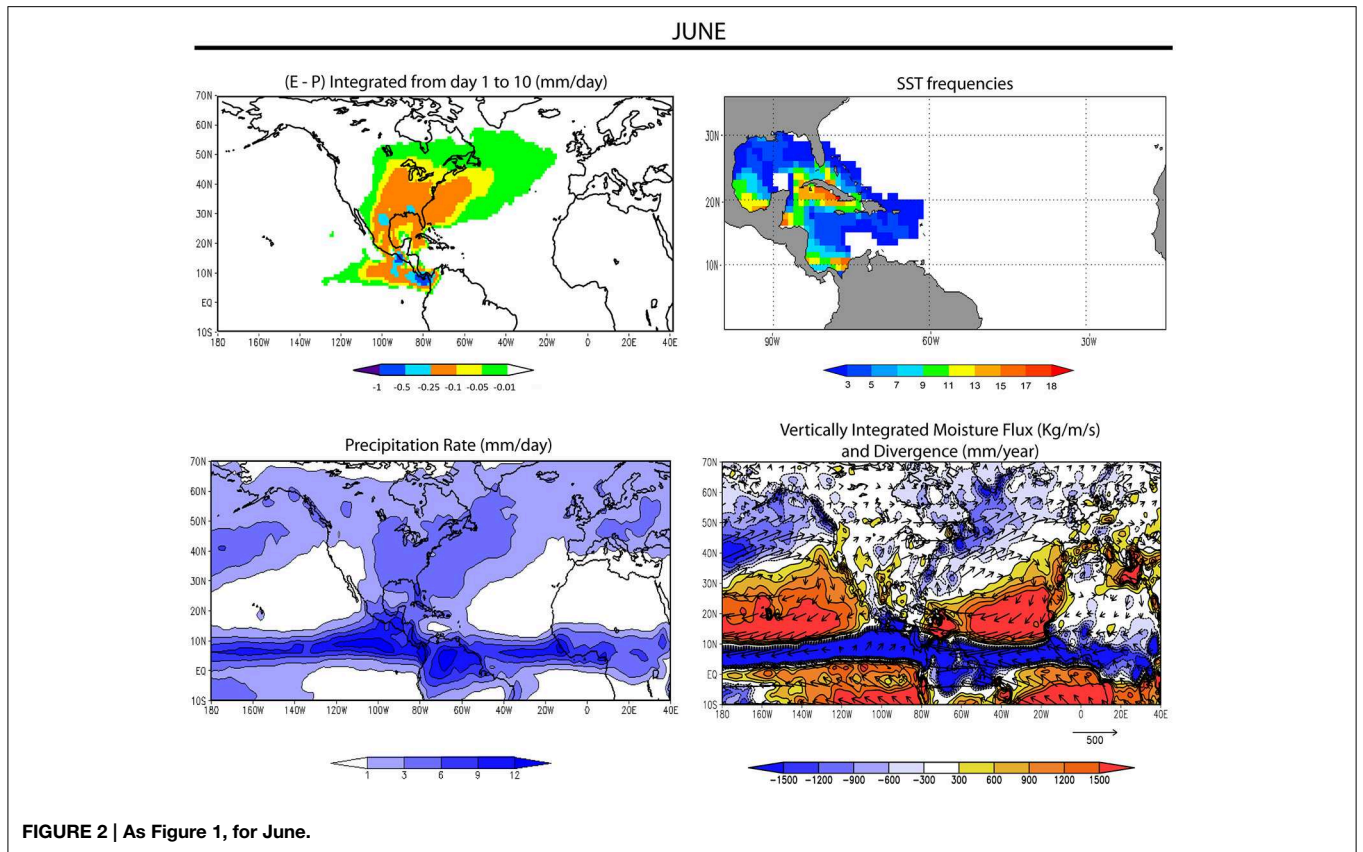 JUNE
(E - P) Integrated from day 1 to 10 (mm/day)
70N
60N
50N
40N
30N
20N
10N
EQ
10S
180 160W 140W 120W 100W 80W 60W 40W 20W 0 20E 40E
-1 -0.5 -0.25 -0.1 -0.05 -0.01
SST frequencies
30N
20N
10N
90W 60W 30W
3 5 7 9 11 13 15 17 18
Precipitation Rate (mm/day)
70N
60N
50N
40N
30N
20N
10N
EQ
10S
180 160W 140W 120W 100W 80W 60W 40W 20W 0 20E 40E
1 3 6 9 12
Vertically Integrated Moisture Flux (Kg/m/s)
and Divergence (mm/year)
70N
60N
50N
40N
30N
20N
10N
EQ
10S
180 160W 140W 120W 100W 80W 60W 40W 20W 0 20E 40E
500
-1500 -1200 -900 -600 -300 300 600 900 1200 1500
FIGURE 2 | As Figure 1, for June.